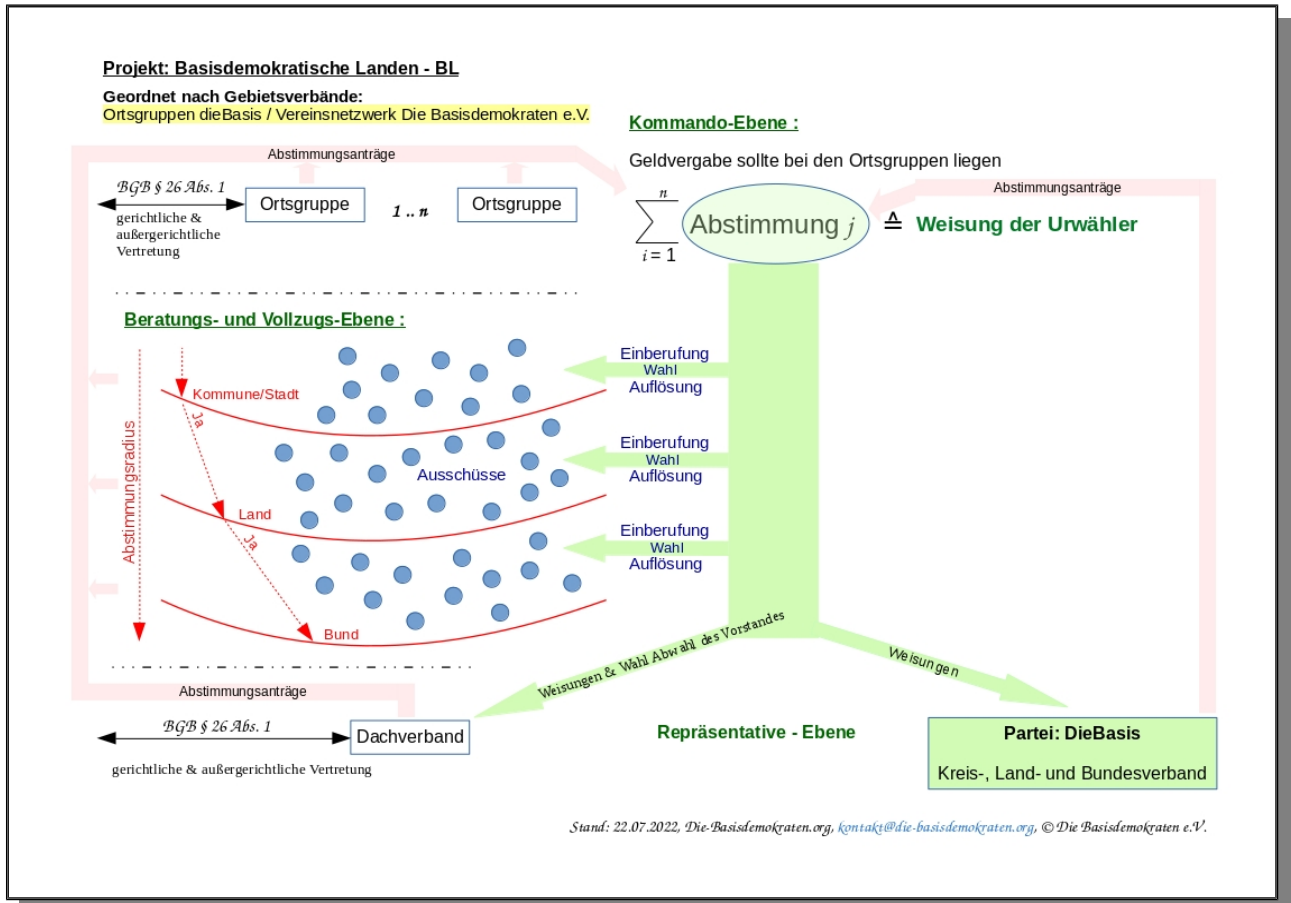 Projekt: Basisdemokratische Landen - BL
Geordnet nach Gebietsverbände:
Ortsgruppen dieBasis / Vereinsnetzwerk Die Basisdemokraten e.V.
Kommando-Ebene :
Geldvergabe sollte bei den Ortsgruppen liegen
Abstimmungsanträge
Abstimmungsanträge
BGB § 26 Abs. 1
gerichtliche &
außergerichtliche
Vertretung
Ortsgruppe
1 .. n
Ortsgruppe
n
∑
i = 1
Abstimmung j
≙
Weisung der Urwähler
Beratungs- und Vollzugs-Ebene :
Abstimmungsradius
Kommune/Stadt
Ja
Land
Ja
Bund
Ausschüsse
Einberufung
Wahl
Auflösung
Einberufung
Wahl
Auflösung
Einberufung
Wahl
Auflösung
Weisungen & Wahl Abwahl des Vorstandes
Weisungen
Abstimmungsanträge
BGB § 26 Abs. 1
Dachverband
gerichtliche & außergerichtliche Vertretung
Repräsentative - Ebene
Partei: DieBasis
Kreis-, Land- und Bundesverband
Stand: 22.07.2022, Die-Basisdemokraten.org, kontakt@die-basisdemokraten.org, © Die Basisdemokraten e.V.